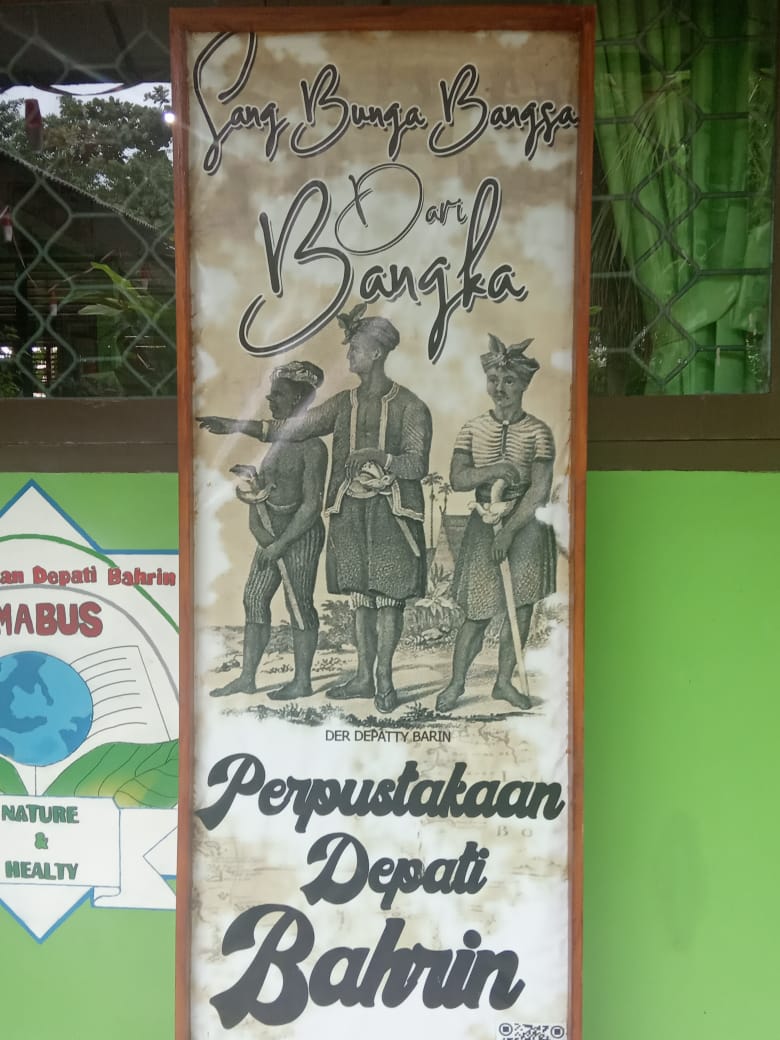 Sang Bunga Bangsa
Dari
Bangka
DER DEPATTY BARIN
Perpustakaan
Depati
Bahrin
an Depati Bahrin
MABUS
NATURE
&
HEALTY